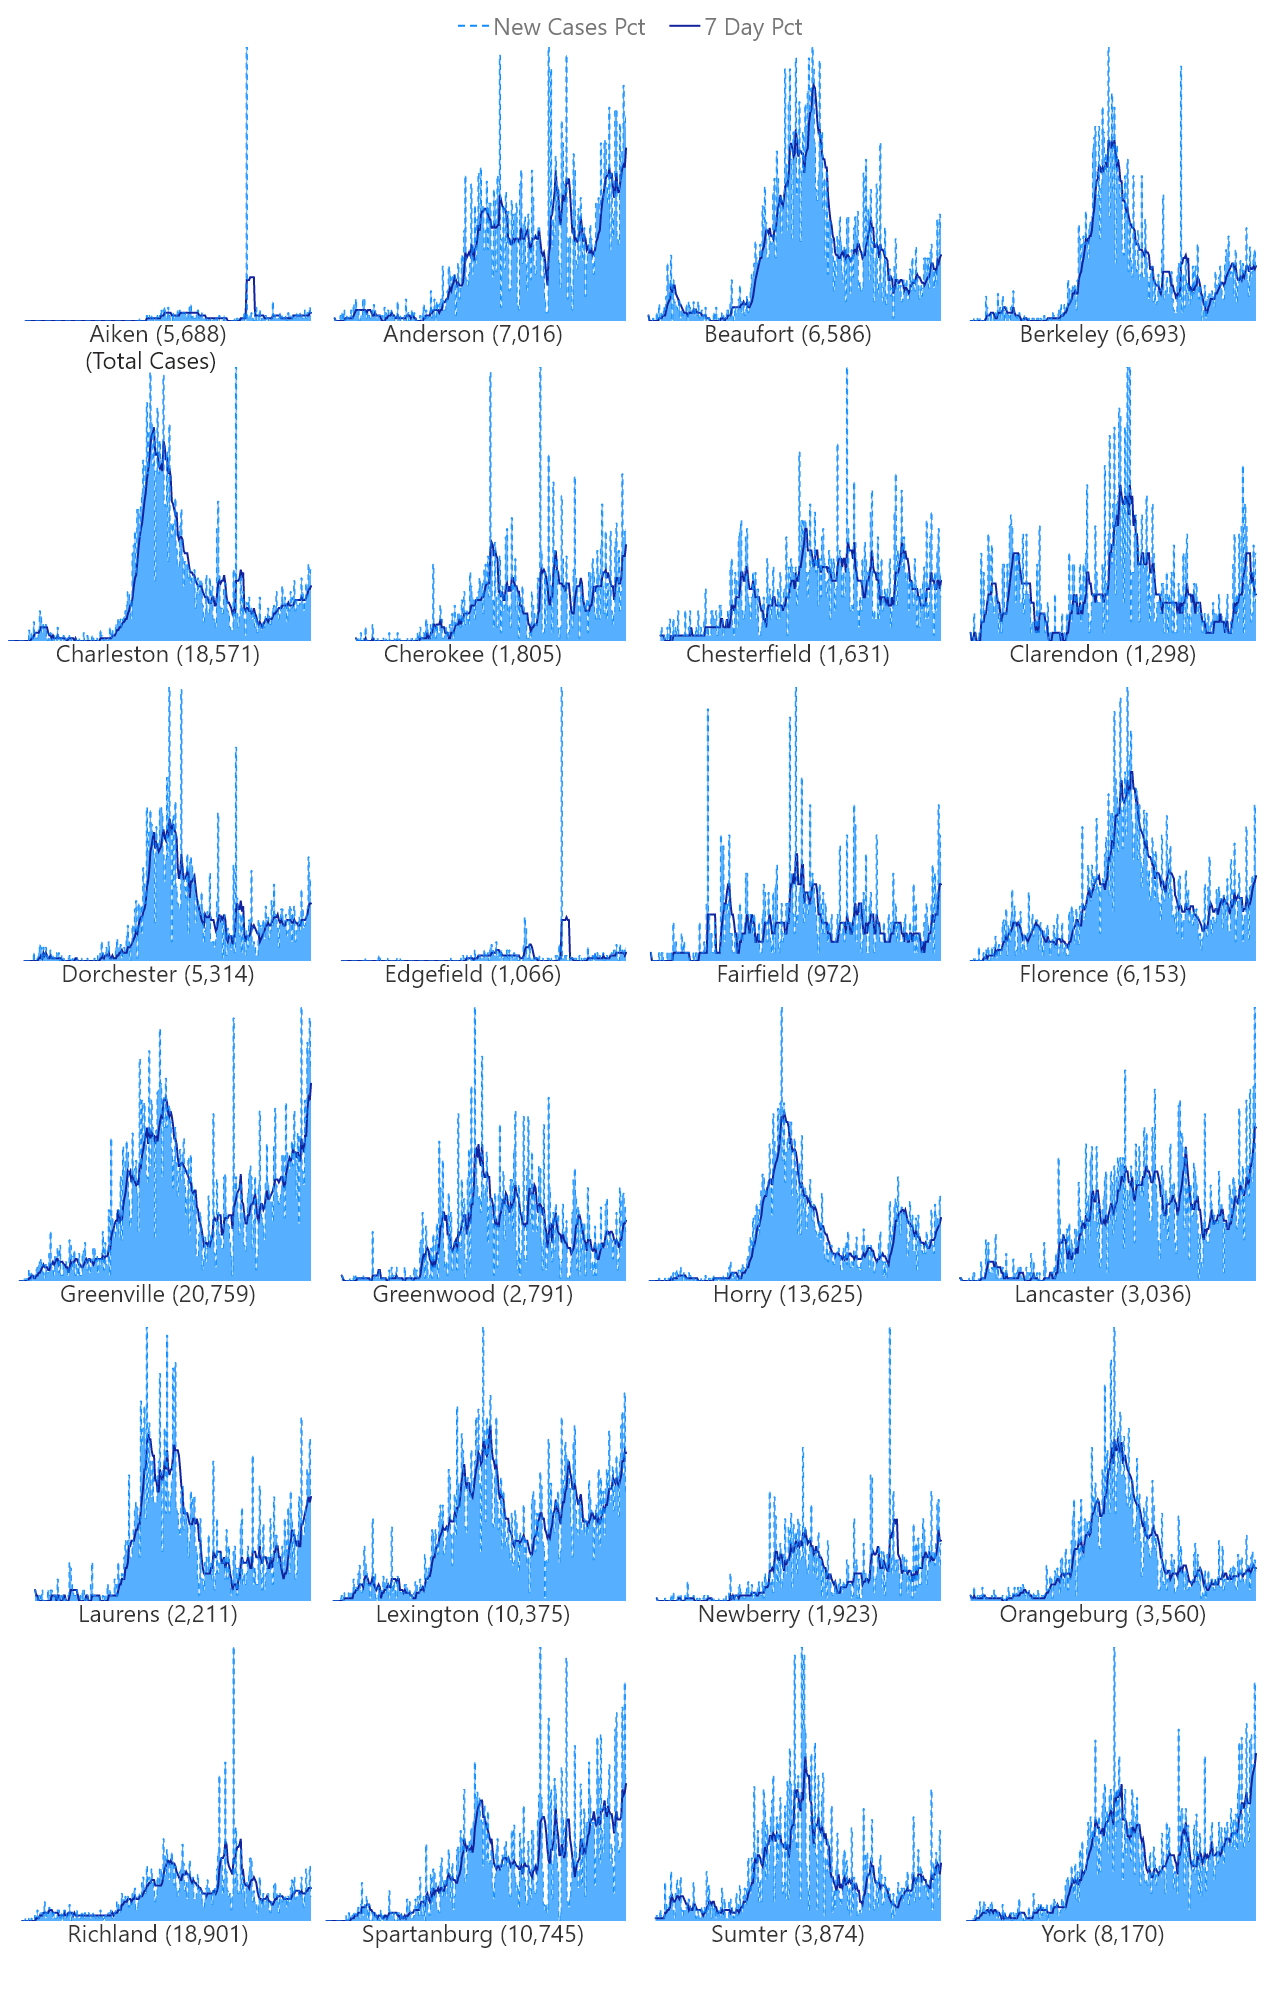 New Cases Pct 7 Day Pct
Aiken (5,688) Anderson (7,016) Beaufort (6,586) Berkeley (6,693)
(Total Cases)
Charleston (18,571) Cherokee (1,805) Chesterfield (1,631) Clarendon (1,298)
Dorchester (5,314) Edgefield (1,066) Fairfield (972) Florence (6,153)
Greenville (20,759) Greenwood (2,791) Horry (13,625) Lancaster (3,036)
Laurens (2,211) Lexington (10,375) Newberry (1,923) Orangeburg (3,560)
Richland (18,901) Spartanburg (10,745) Sumter (3,874) York (8,170)